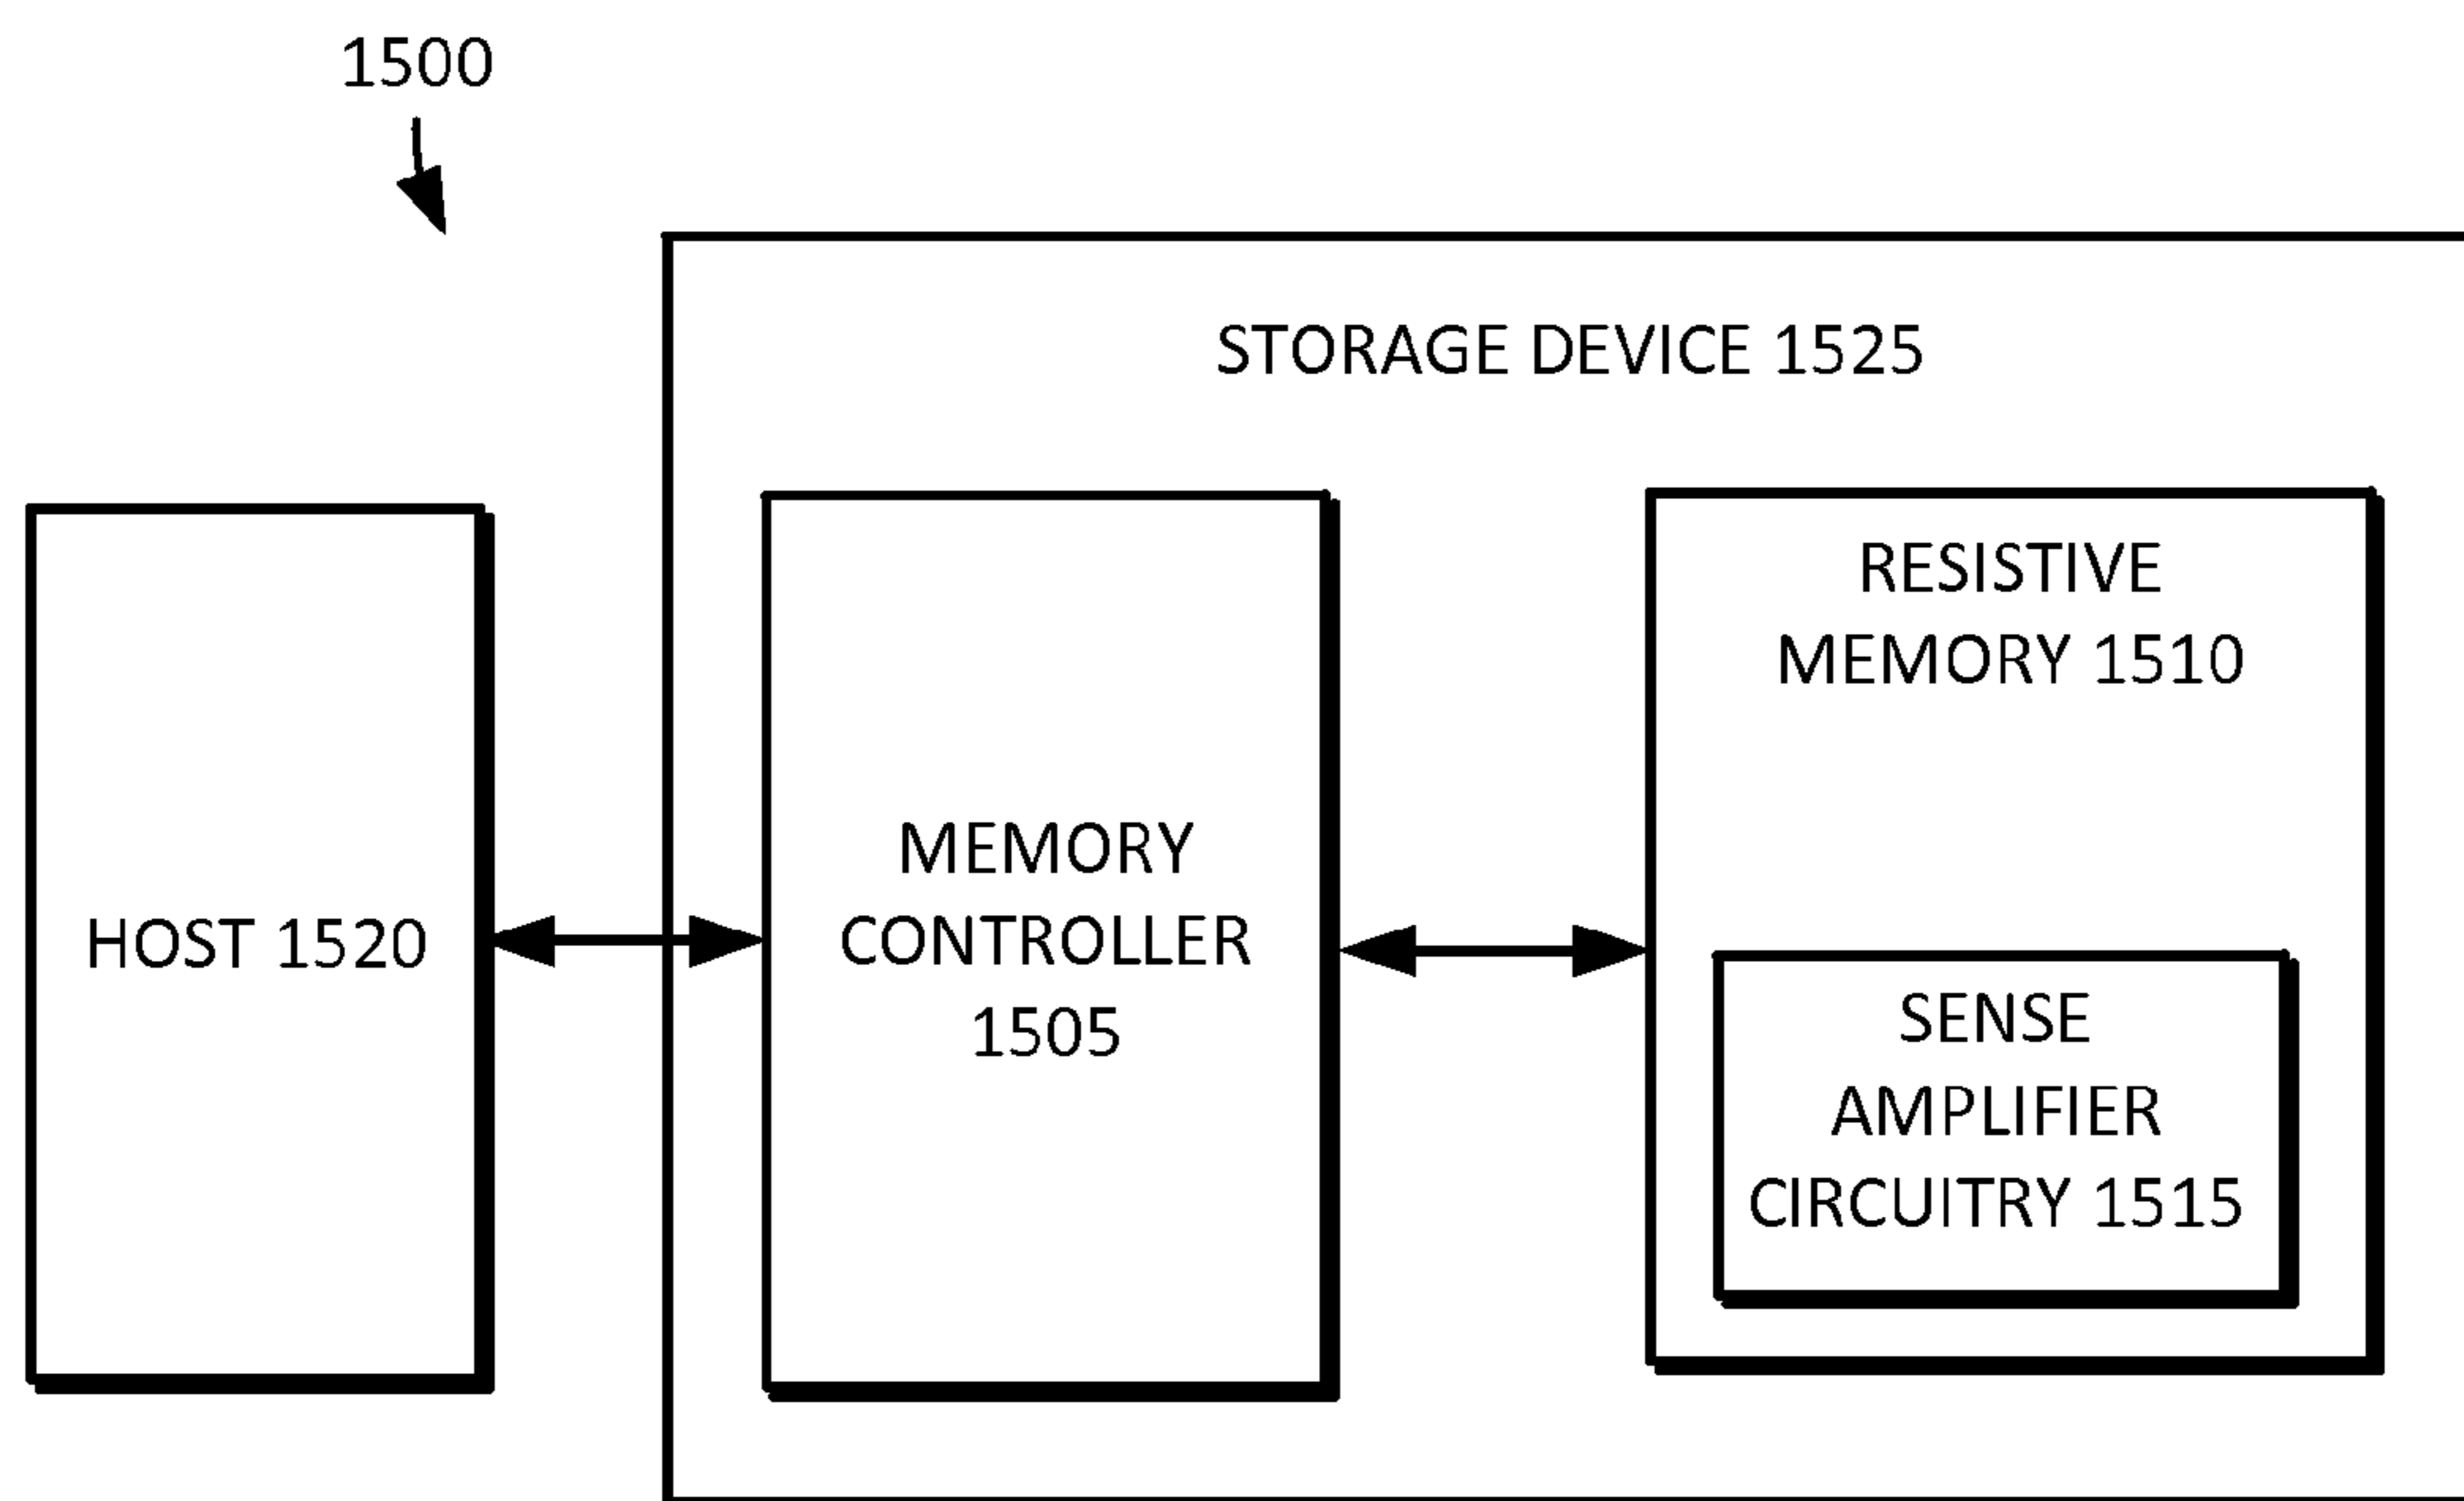 1500
STORAGE DEVICE 1525
HOST 1520
MEMORY
CONTROLLER
1505
RESISTIVE
MEMORY 1510
SENSE
AMPLIFIER
CIRCUITRY 1515